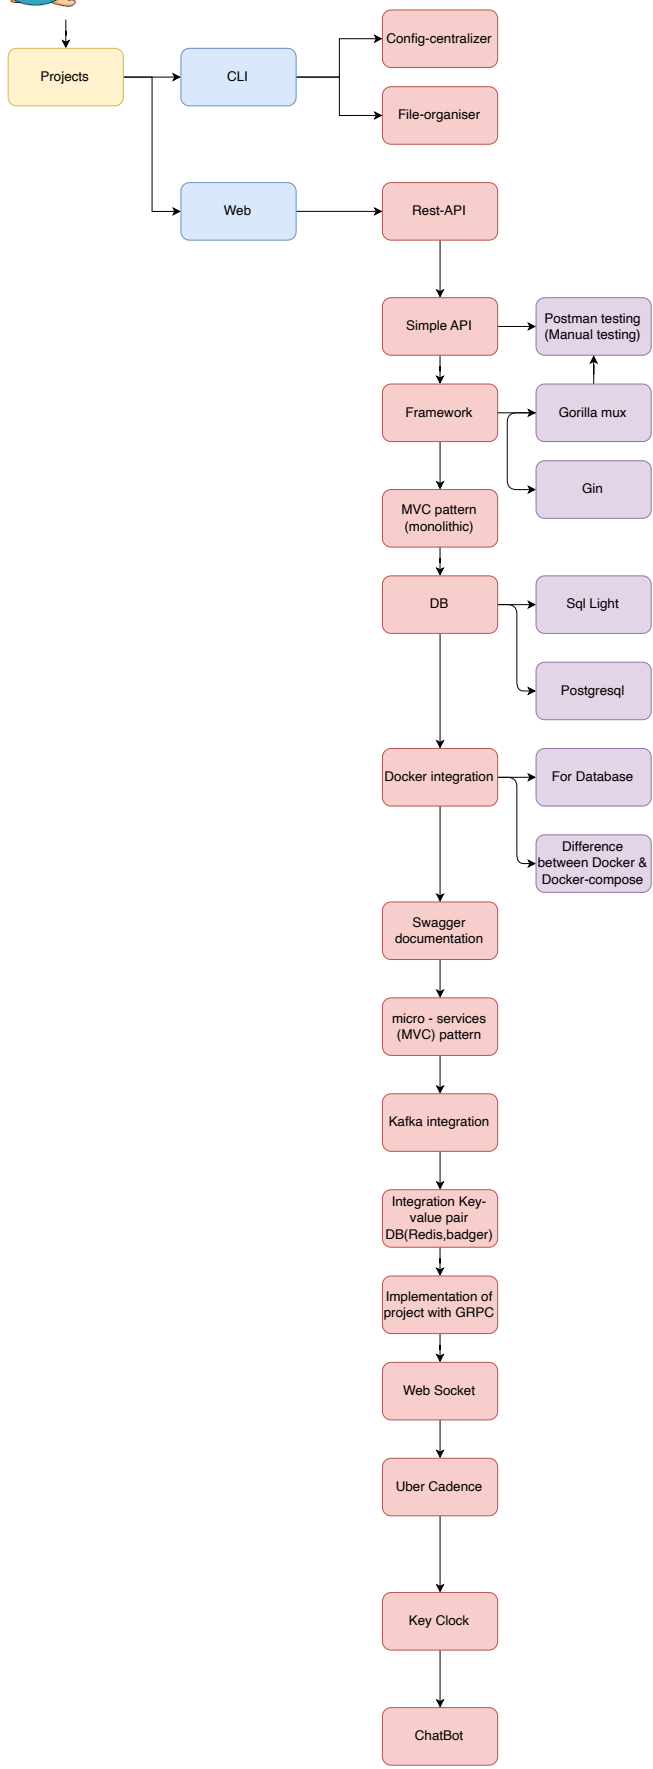 Projects
CLI
Config-centralizer
File-organiser
Web
Rest-API
Simple API
Postman testing
(Manual testing)
Framework
Gorilla mux
Gin
MVC pattern
(monolithic)
DB
Sql Light
Postgresql
Docker integration
For Database
Difference
between Docker &
Docker-compose
Swagger
documentation
micro - services
(MVC) pattern
Kafka integration
Integration Key-
value pair
DB(Redis,badger)
Implementation of
project with GRPC
Web Socket
Uber Cadence
Key Clock
ChatBot